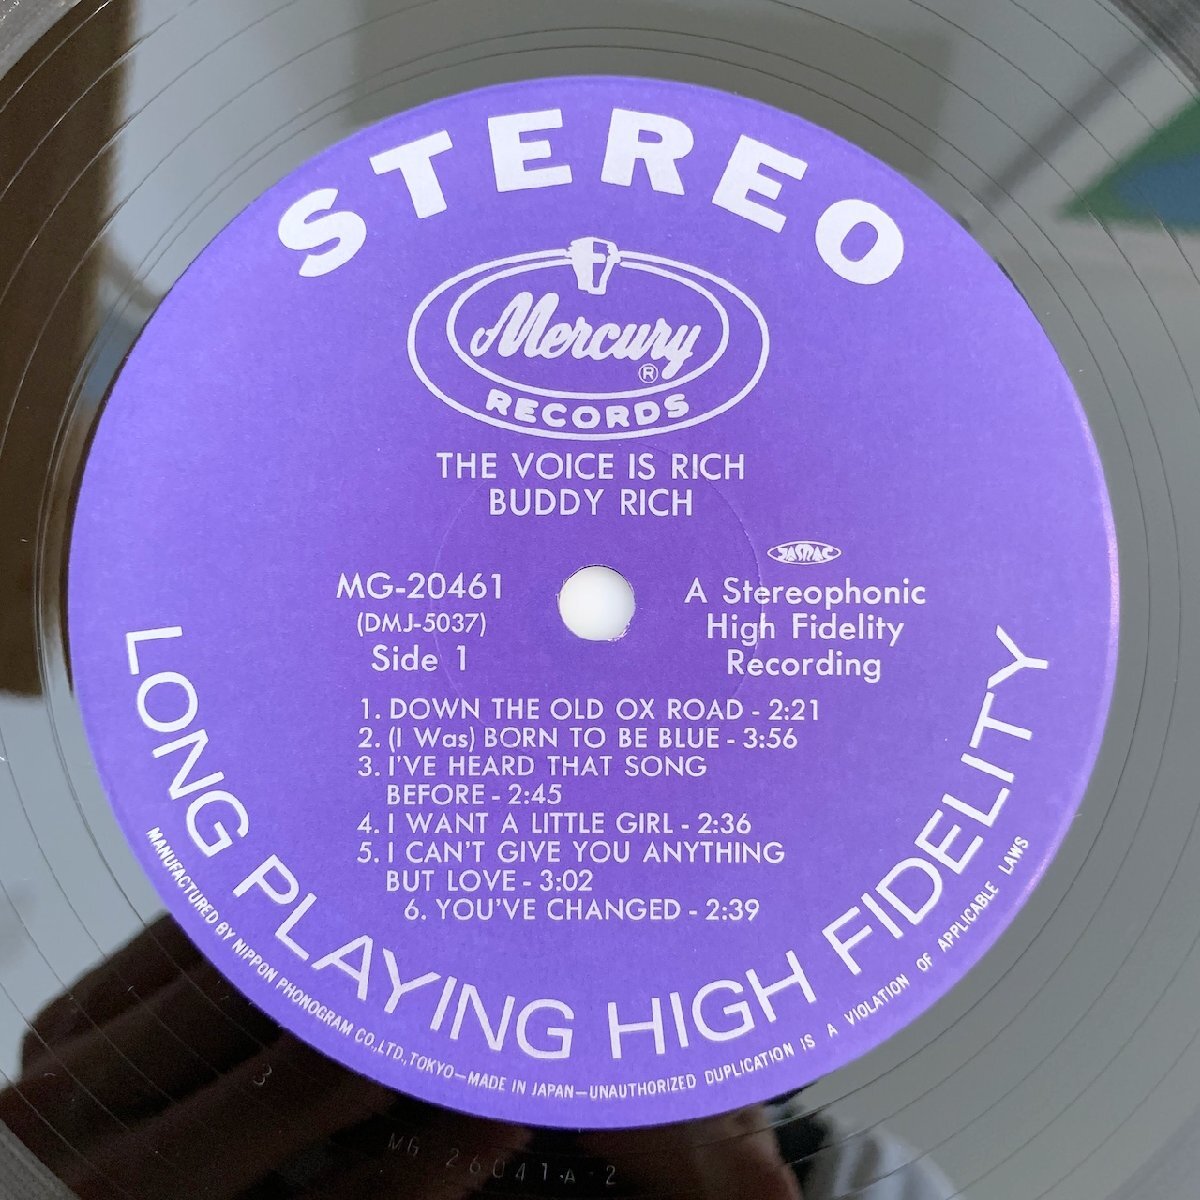 STEREO
Mercury
®
RECORDS
THE VOICE IS RICH
BUDDY RICH
JASRAC
MG-20461
(DMJ-5037)
Side 1
A Stereophonic
High Fidelity
Recording
1. DOWN THE OLD OX ROAD - 2:21
2. (I Was) BORN TO BE BLUE - 3:56
3. I'VE HEARD THAT SONG
BEFORE - 2:45
4. I WANT A LITTLE GIRL - 2:36
5. I CAN'T GIVE YOU ANYTHING
BUT LOVE - 3:02
6. YOU'VE CHANGED - 2:39
LONG PLAYING HIGH FIDELITY
MANUFACTURED BY NIPPON PHONOGRAM CO.,LTD.,TOKYO—MADE IN JAPAN—UNAUTHORIZED DUPLICATION IS A VIOLATION OF APPLICABLE LAWS
3